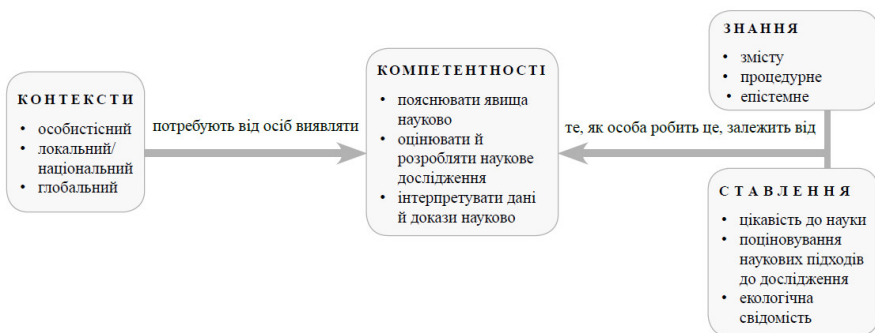 КОНТЕКСТИ
• особистісний
• локальний/
національний
• глобальний
потребують від осіб виявляти
КОМПЕТЕНТНОСТІ
• пояснювати явища
науково
• оцінювати й
розробляти наукове
дослідження
• інтерпретувати дані
й докази науково
те, як особа робить це, залежить від
ЗНАННЯ
• змісту
• процедурне
• епістемне
СТАВЛЕННЯ
• цікавість до науки
• поціновування
наукових підходів
до дослідження
• екологічна
свідомість